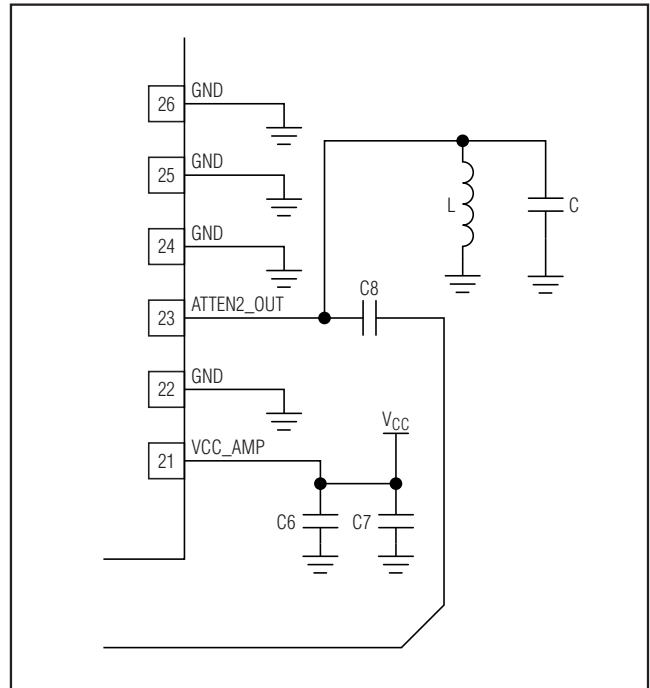 26 GND
25 GND
24 GND
L
C
C8
23 ATTEN2_OUT
22 GND
VCC
21 VCC_AMP
C6
C7